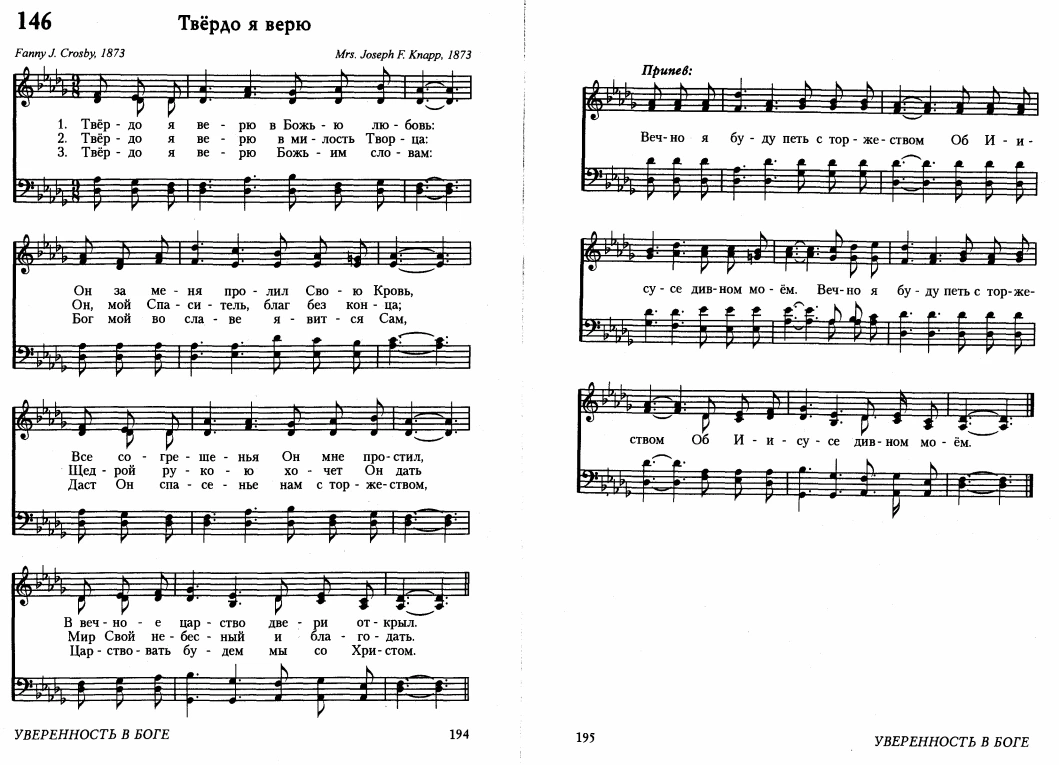 146
Твёрдо я верю
Fanny J. Crosby, 1873
Mrs. Joseph F. Knapp, 1873
1. Твёр - до я ве - рю в Божь - ю лю - бовь:
2. Твёр - до я ве - рю в ми - лость Твор - ца:
3. Твёр - до я ве - рю Божь - им сло - вам:
Он за ме - ня про - лил Сво - ю Кровь,
Он, мой Спа - си - тель, благ без кон - ца;
Бог мой во сла - ве я - вит - ся Сам,
Все со - гре - ше - нья Он мне про - стил,
Щед - рой ру - ко - ю хо - чет Он дать
Даст Он спа - се - нье нам с тор - же - ством,
В веч - но - е цар - ство две - ри от - крыл.
Мир Свой не - бес - ный и бла - го - дать.
Цар - ство - вать бу - дем мы со Хри - стом.
УВЕРЕННОСТЬ В БОГЕ
194
Припев:
Веч - но я бу - ду петь с тор - же - ством Об И - и -
су - се див - ном мо - ём. Веч - но я бу - ду петь с тор - же-
ством Об И - и - су - се див - ном мо - ём.
195
УВЕРЕННОСТЬ В БОГЕ